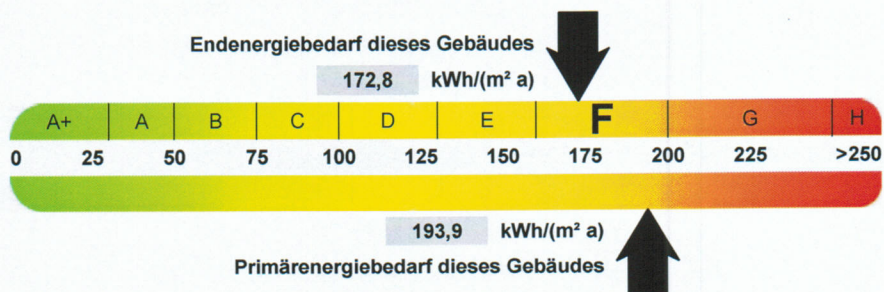 Endenergiebedarf dieses Gebäudes
172,8 kWh/(m² a)
A+ A B C D E F G H
0 25 50 75 100 125 150 175 200 225 >250
193,9 kWh/(m² a)
Primärenergiebedarf dieses Gebäudes